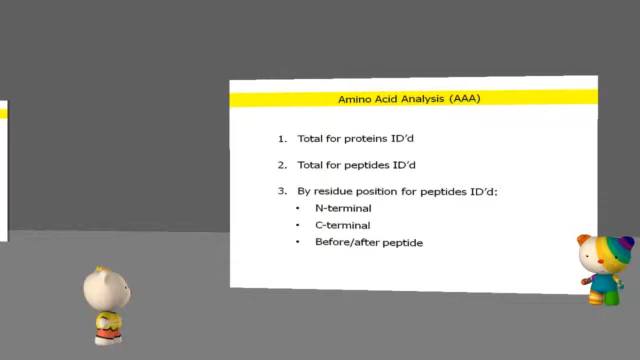 Amino Acid Analysis (AAA)
1. Total for proteins ID'd
2. Total for peptides ID'd
3. By residue position for peptides ID'd:
• N-terminal
• C-terminal
• Before/after peptide